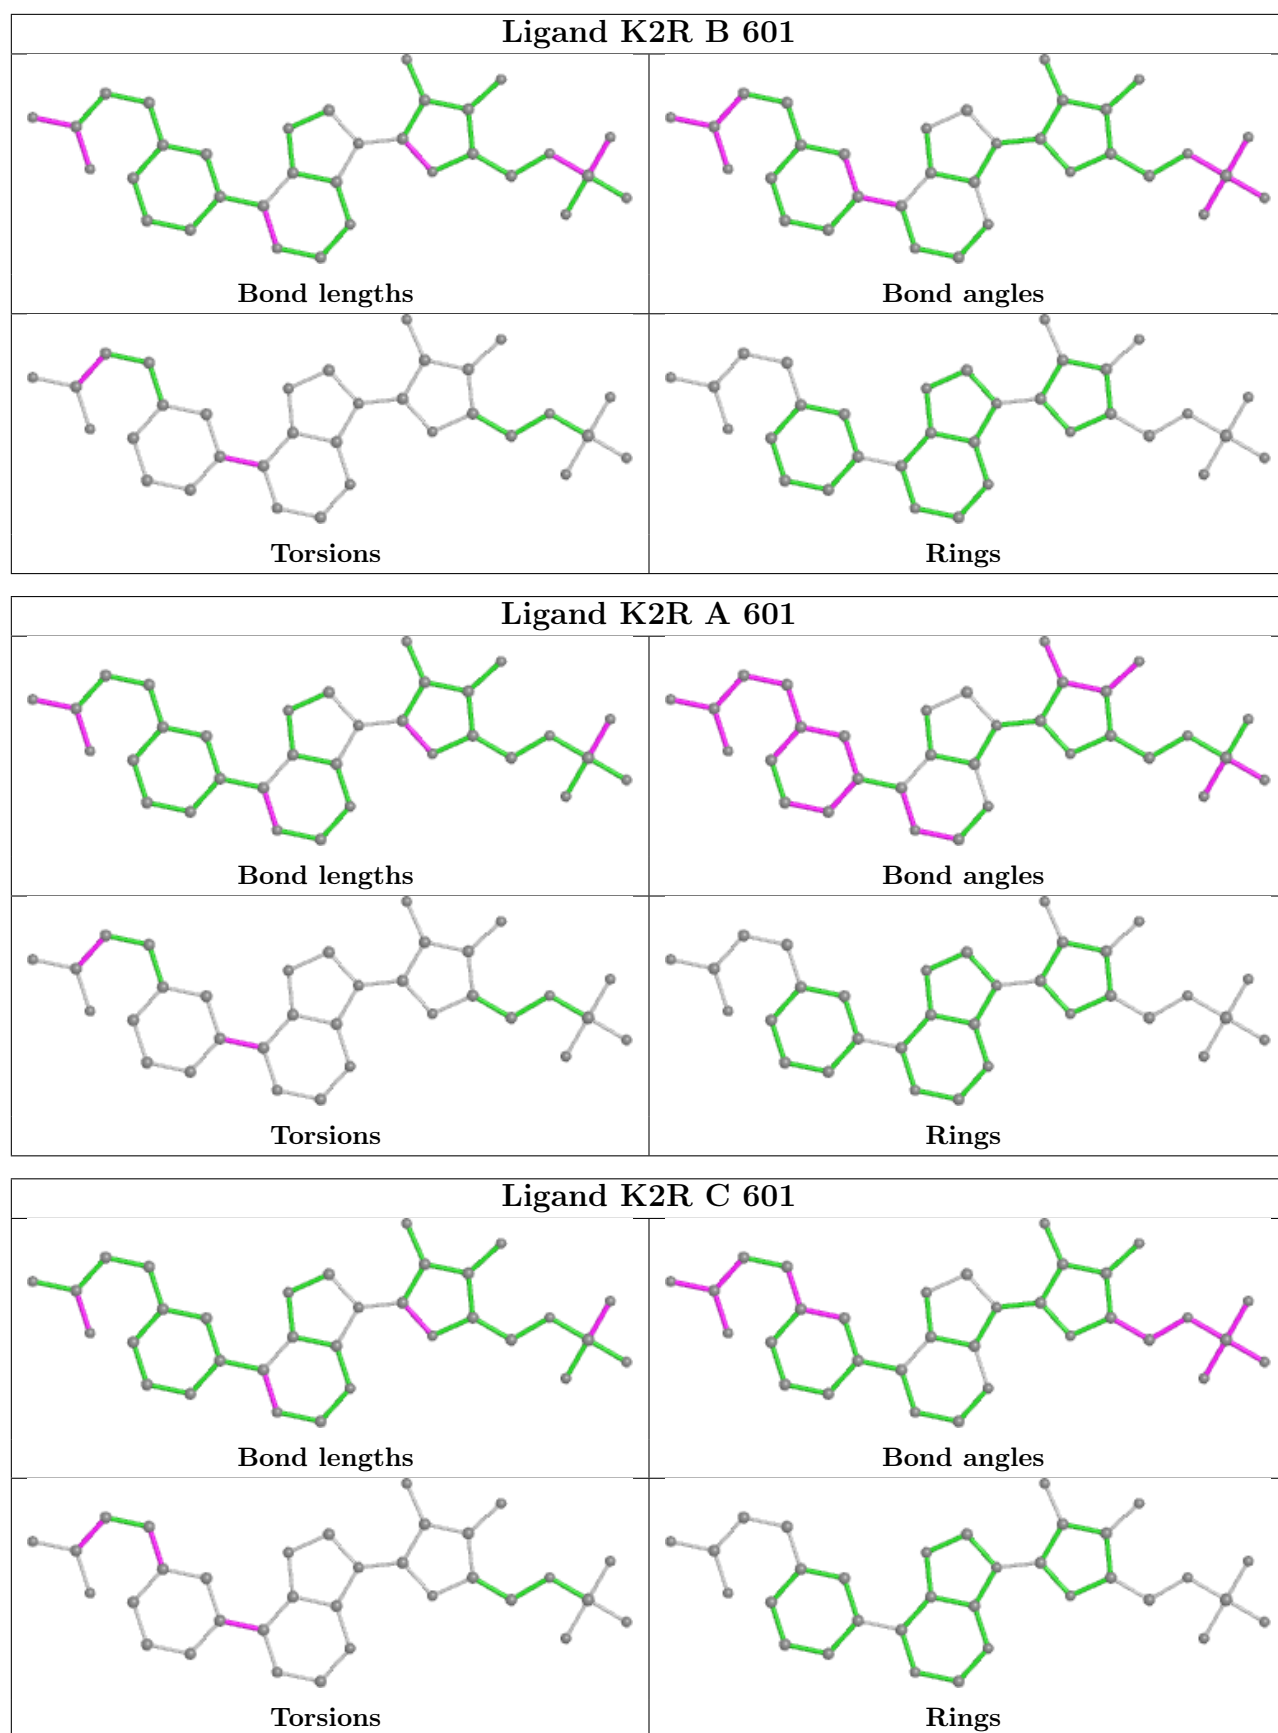 Ligand K2R B 601
Bond lengths
Bond angles
Torsions
Rings
Ligand K2R A 601
Bond lengths
Bond angles
Torsions
Rings
Ligand K2R C 601
Bond lengths
Bond angles
Torsions
Rings